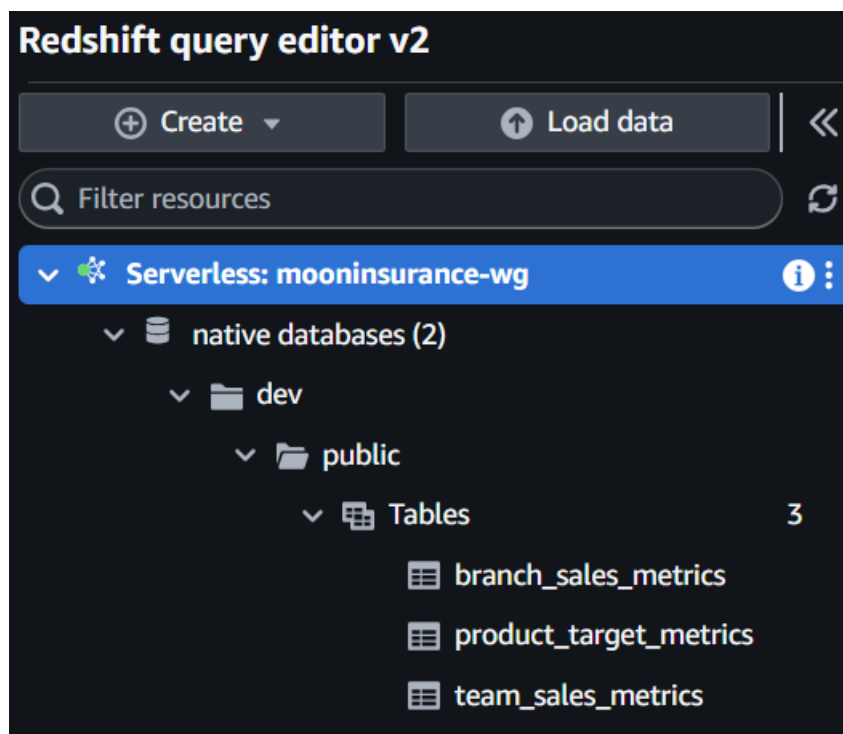 Redshift query editor v2
Create
Load data
Filter resources
Serverless: mooninsurance-wg
native databases (2)
dev
public
Tables 3
branch_sales_metrics
product_target_metrics
team_sales_metrics